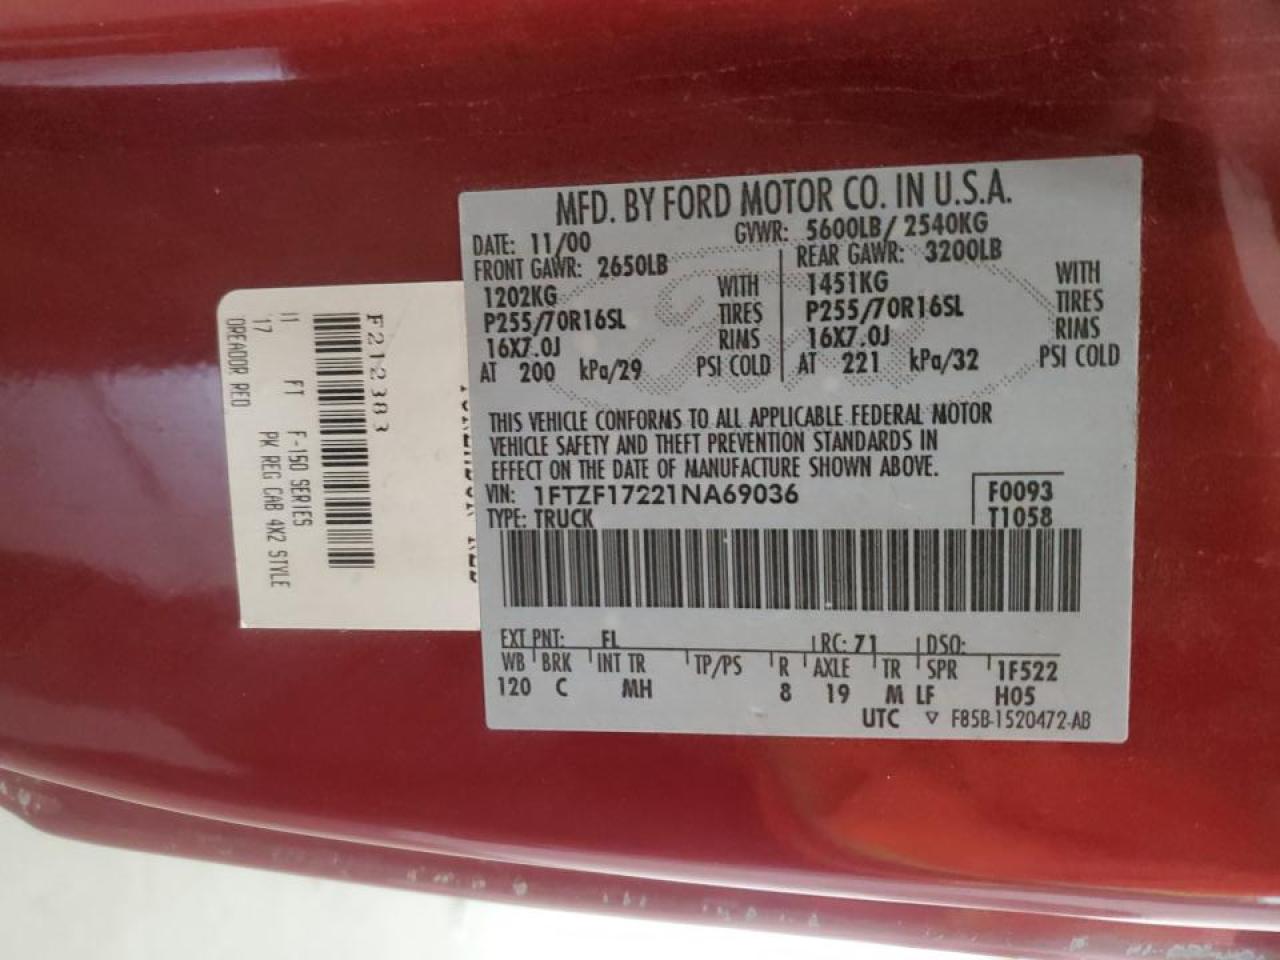 MFD. BY FORD MOTOR CO. IN U.S.A.
DATE: 11/00 GVWR: 5600LB/ 2540KG
FRONT GAWR: 2650LB REAR GAWR: 3200LB
1202KG WITH 1451KG WITH
P255/70R16SL TIRES P255/70R16SL TIRES
16X7.0J RIMS 16X7.0J RIMS
AT 200 kPa/29 PSI COLD AT 221 kPa/32 PSI COLD
THIS VEHICLE CONFORMS TO ALL APPLICABLE FEDERAL MOTOR
VEHICLE SAFETY AND THEFT PREVENTION STANDARDS IN
EFFECT ON THE DATE OF MANUFACTURE SHOWN ABOVE.
VIN: 1FTZF17221NA69036 F0093
TYPE: TRUCK T1058
EXT PNT: FL RC: 71 DSO:
WB BRK INT TR TP/PS R AXLE TR SPR 1F522
120 C MH 8 19 M LF H05
UTC ▽ F85B-1520472-AB
F212383
11 FT F-150 SERIES
17 PK REG CAB 4X2 STYLE
OREADOR RED